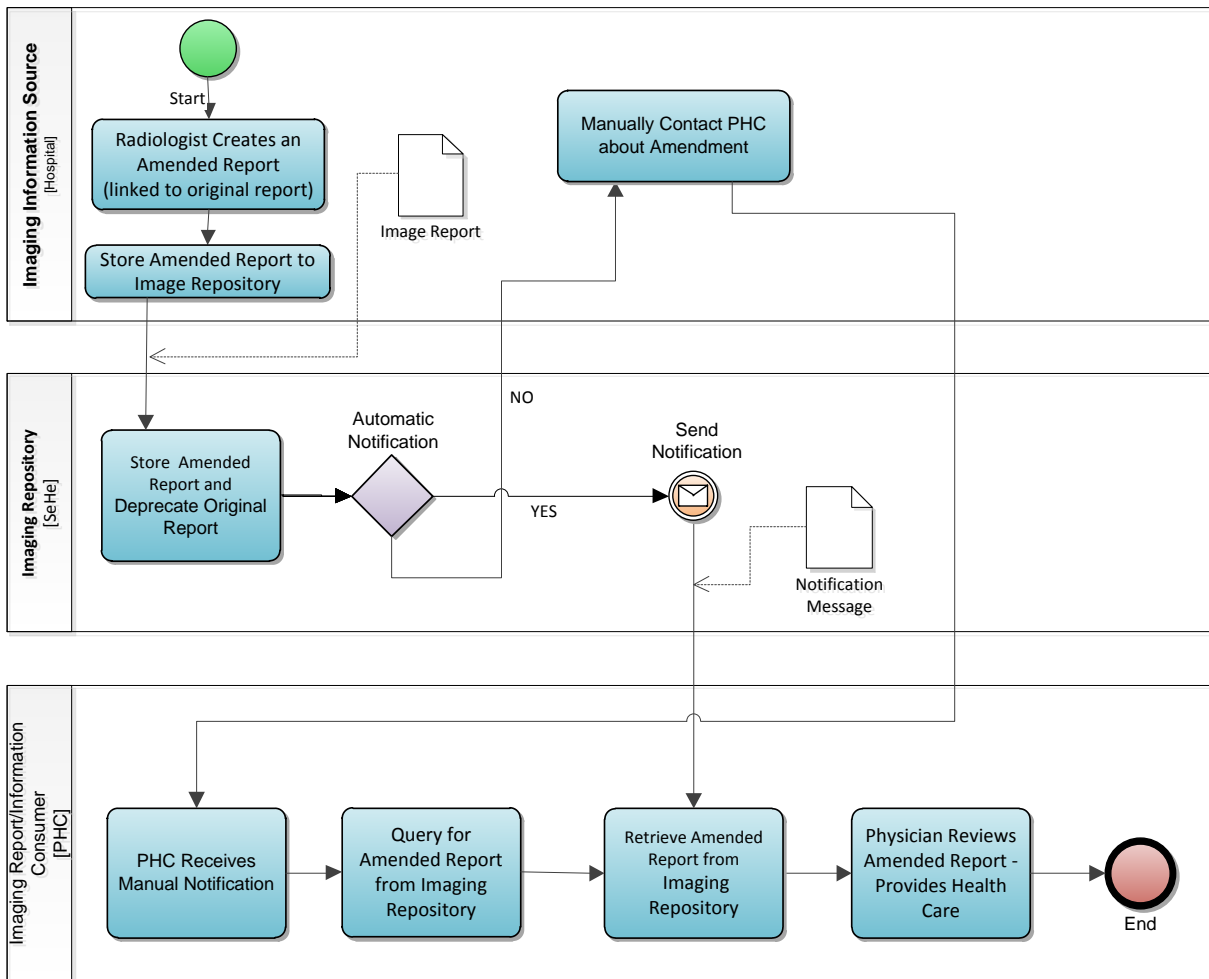 Imaging Information Source
[Hospital]
Start
Radiologist Creates an
Amended Report
(linked to original report)
Store Amended Report to
Image Repository
Image Report
Manually Contact PHC
about Amendment
Imaging Repository
[SeHe]
Store Amended
Report and
Deprecate Original
Report
Automatic
Notification
NO
YES
Send
Notification
Notification
Message
Imaging Report/Information
Consumer
[PHC]
PHC Receives
Manual Notification
Query for
Amended Report
from Imaging
Repository
Retrieve Amended
Report from
Imaging
Repository
Physician Reviews
Amended Report -
Provides Health
Care
End